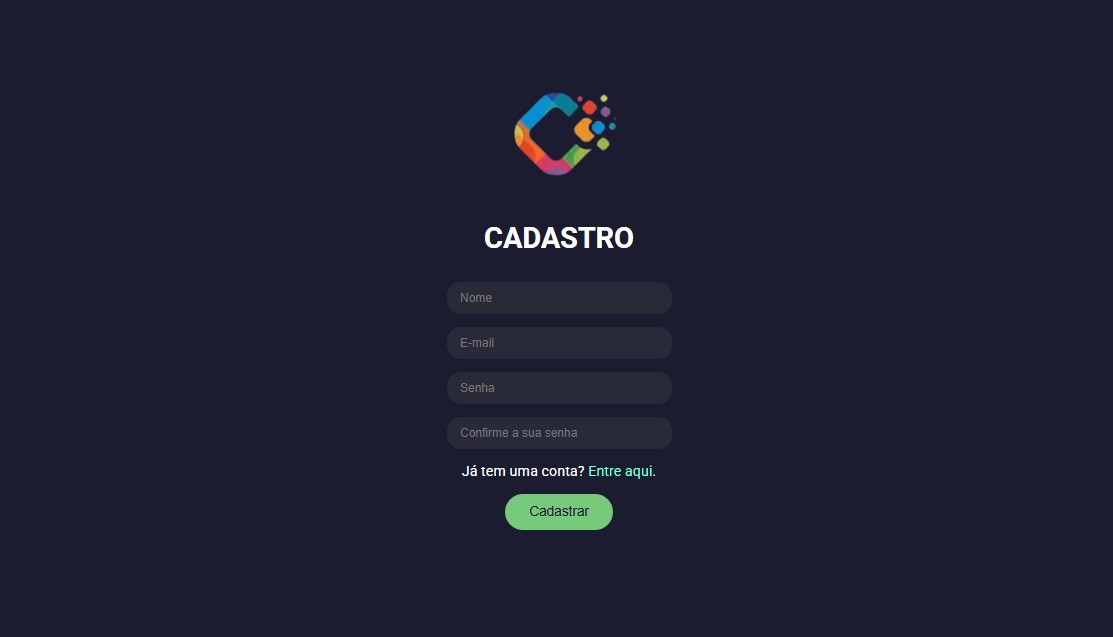 CADASTRO
Nome
E-mail
Senha
Confirme a sua senha
Já tem uma conta? Entre aqui.
Cadastrar